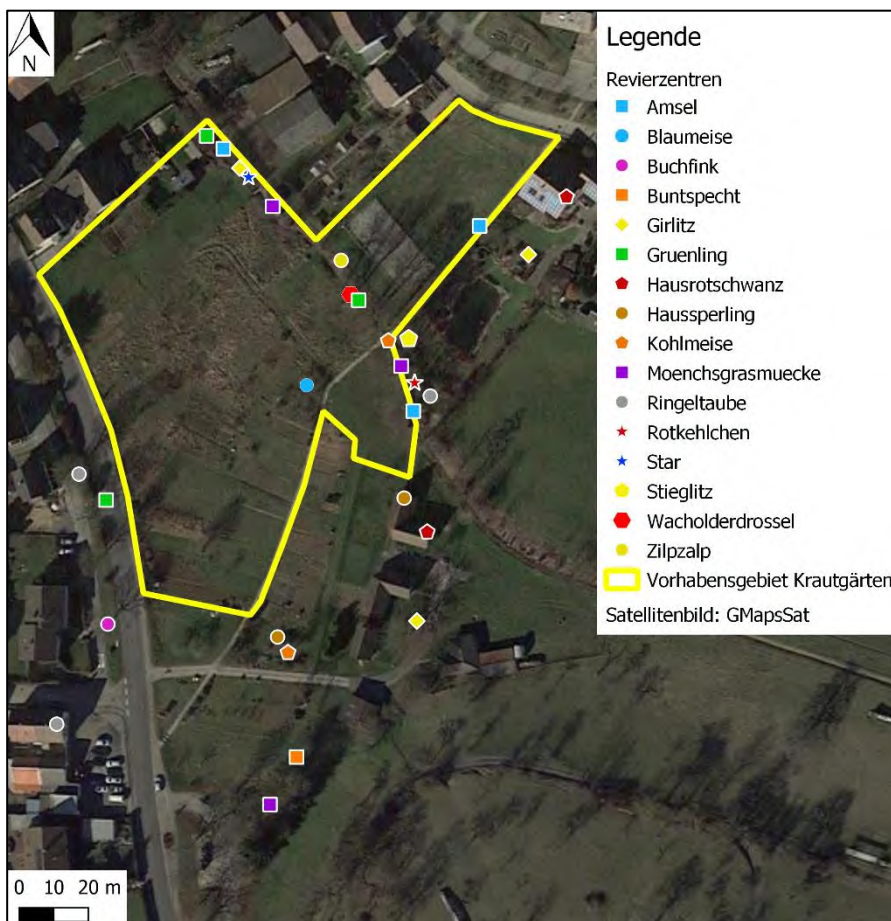 N
Legende
Revierzentren
Amsel
Blaumeise
Buchfink
Buntspecht
Girlitz
Gruenling
Hausrotschwanz
Haussperling
Kohlmeise
Moenchsgrasmuecke
Ringeltaube
Rotkehlchen
Star
Stieglitz
Wacholderdrossel
Zilpzalp
Vorhabensgebiet Krautgärten
Satellitenbild: GMapsSat
0 10 20 m